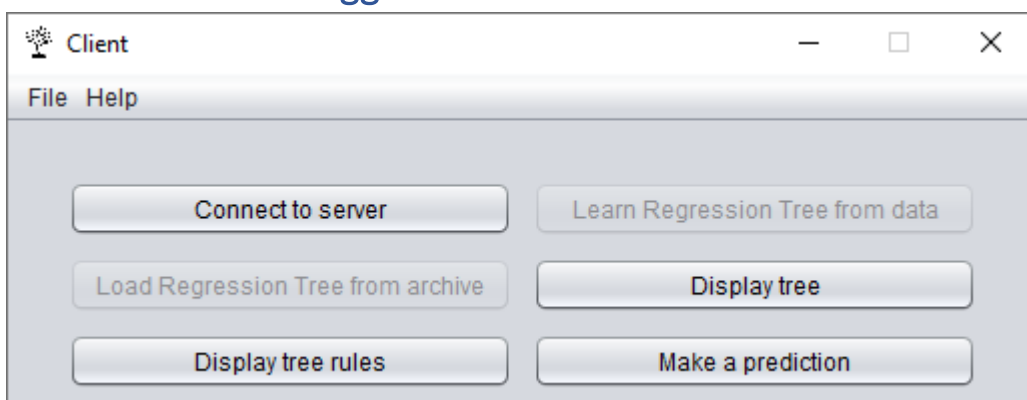 Client
File Help
Connect to server
Learn Regression Tree from data
Load Regression Tree from archive
Display tree
Display tree rules
Make a prediction